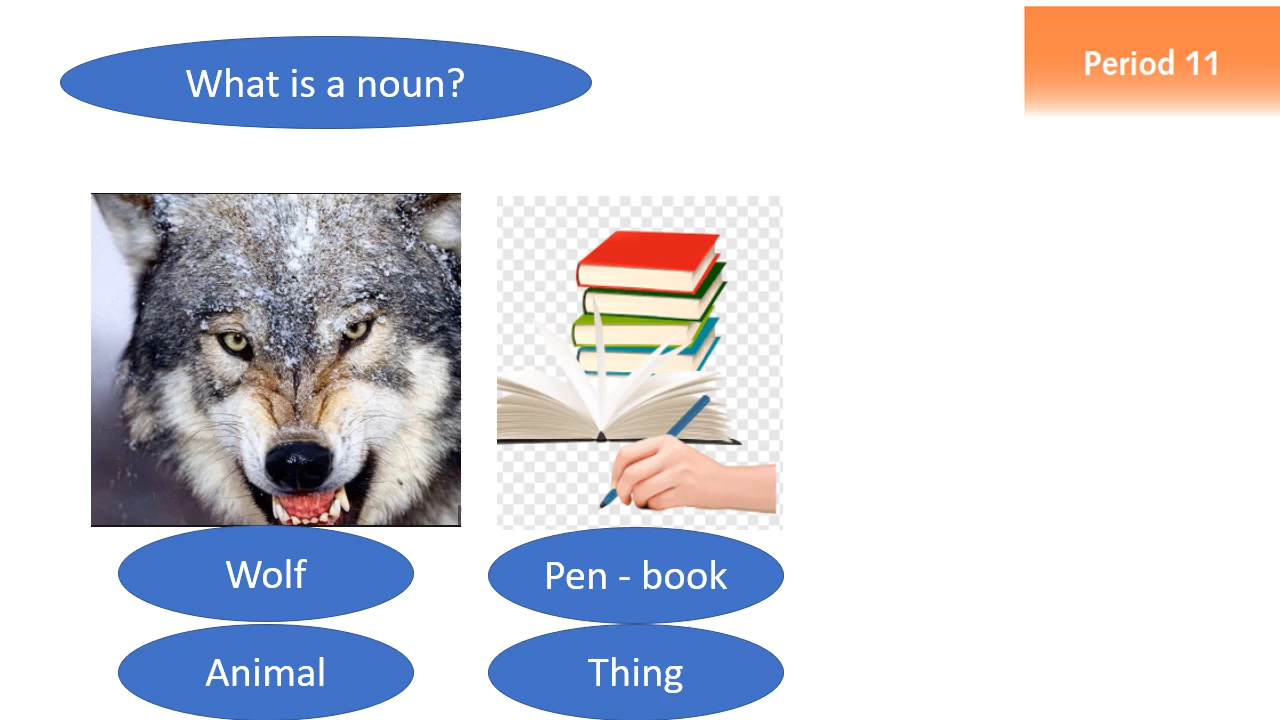 What is a noun?
Period 11
Wolf
Pen - book
Animal
Thing